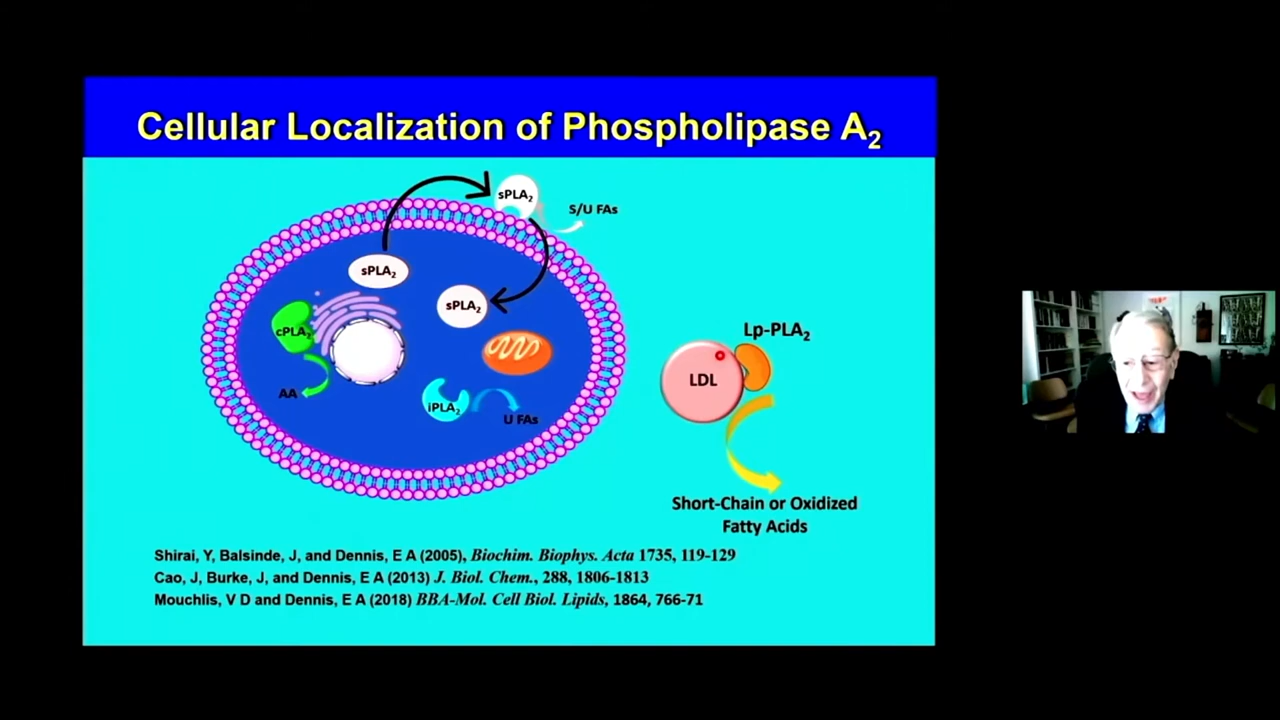 Cellular Localization of Phospholipase A₂
sPLA₂
S/U FAs
sPLA₂
sPLA₂
cPLA₂
AA
iPLA₂
U FAs
Lp-PLA₂
LDL
Short-Chain or Oxidized
Fatty Acids
Shirai, Y, Balsinde, J, and Dennis, E A (2005), Biochim. Biophys. Acta 1735, 119-129
Cao, J, Burke, J, and Dennis, E A (2013) J. Biol. Chem., 288, 1806-1813
Mouchlis, V D and Dennis, E A (2018) BBA-Mol. Cell Biol. Lipids, 1864, 766-71